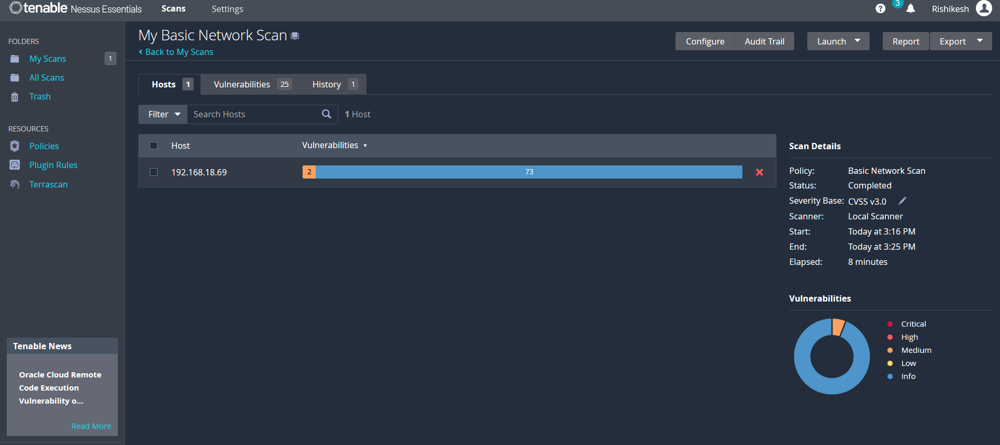 tenable Nessus Essentials Scans Settings ? 3 Rishikesh
FOLDERS
My Scans 1
All Scans
Trash
RESOURCES
Policies
Plugin Rules
Terrascan
Tenable News
Oracle Cloud Remote
Code Execution
Vulnerability o...
Read More
My Basic Network Scan
Back to My Scans
Configure Audit Trail Launch Report Export
Hosts 1 Vulnerabilities 25 History 1
Filter Search Hosts 1 Host
Host Vulnerabilities
192.168.18.69 2 73
Scan Details
Policy: Basic Network Scan
Status: Completed
Severity Base: CVSS v3.0
Scanner: Local Scanner
Start: Today at 3:16 PM
End: Today at 3:25 PM
Elapsed: 8 minutes
Vulnerabilities
Critical
High
Medium
Low
Info